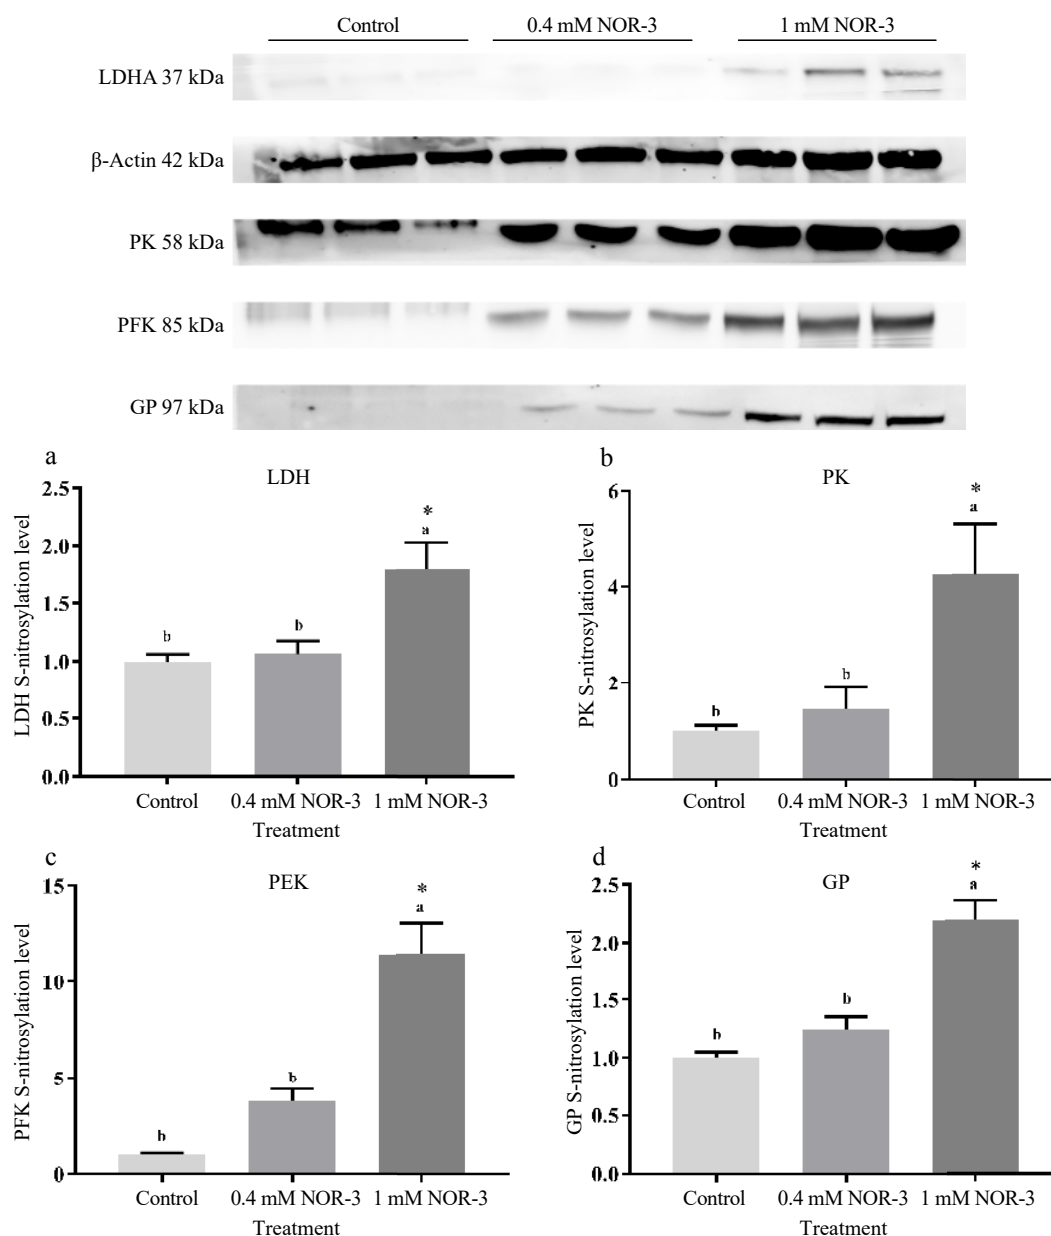 Control 0.4 mM NOR-3 1 mM NOR-3
LDHA 37 kDa
β-Actin 42 kDa
PK 58 kDa
PFK 85 kDa
GP 97 kDa
a
LDH
LDH S-nitrosylation level
2.5
2.0
1.5
1.0
0.5
0.0
b
b
*
a
Control 0.4 mM NOR-3 1 mM NOR-3
Treatment
b
PK
PK S-nitrosylation level
6
4
2
0
b
b
*
a
Control 0.4 mM NOR-3 1 mM NOR-3
Treatment
c
PEK
PFK S-nitrosylation level
15
10
5
0
b
b
*
a
Control 0.4 mM NOR-3 1 mM NOR-3
Treatment
d
GP
GP S-nitrosylation level
2.5
2.0
1.5
1.0
0.5
0.0
b
b
*
a
Control 0.4 mM NOR-3 1 mM NOR-3
Treatment